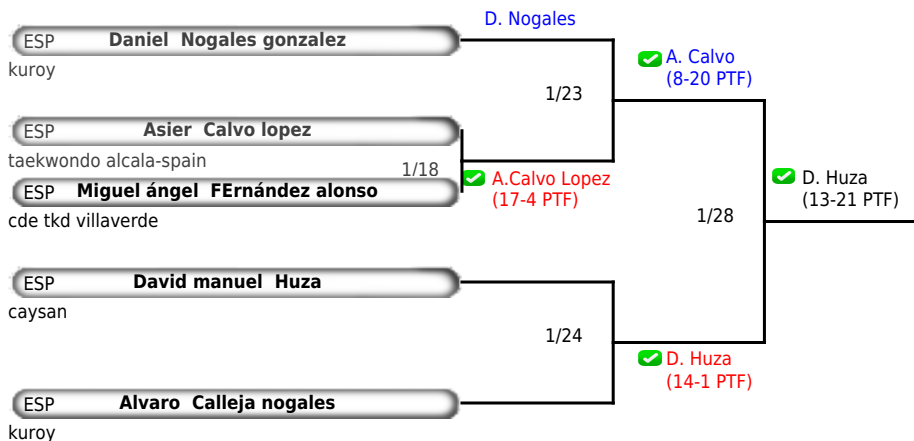 D. Nogales
ESP Daniel Nogales gonzalez
kuroy
A. Calvo
(8-20 PTF)
1/23
ESP Asier Calvo lopez
taekwondo alcala-spain
1/18
A.Calvo Lopez
(17-4 PTF)
ESP Miguel ángel FErnández alonso
cde tkd villaverde
D. Huza
(13-21 PTF)
1/28
ESP David manuel Huza
caysan
1/24
D. Huza
(14-1 PTF)
ESP Alvaro Calleja nogales
kuroy